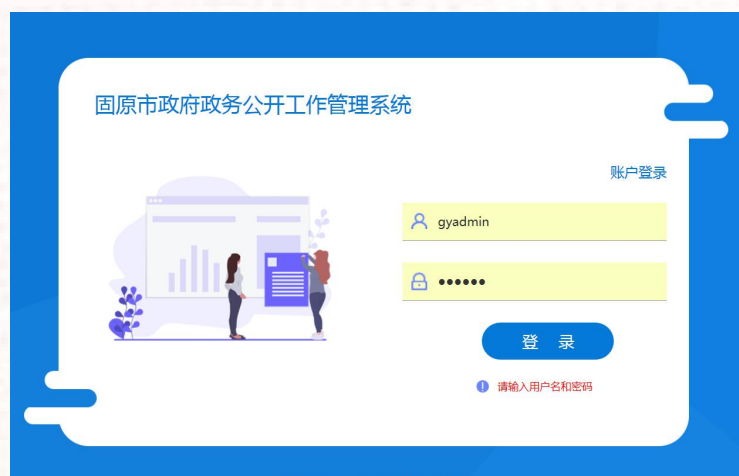 固原市政府政务公开工作管理系统
账户登录
gyadmin
••••••
登 录
请输入用户名和密码